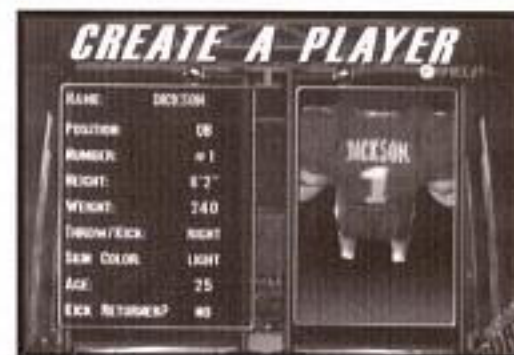 CREATE A PLAYER
NAME: DICKSON
POSITION: QB
NUMBER: #1
HEIGHT: 6'2"
WEIGHT: 240
THROW/KICK: RIGHT
SKIN COLOR: LIGHT
AGE: 25
KICK RETURNER? NO
DICKSON
1